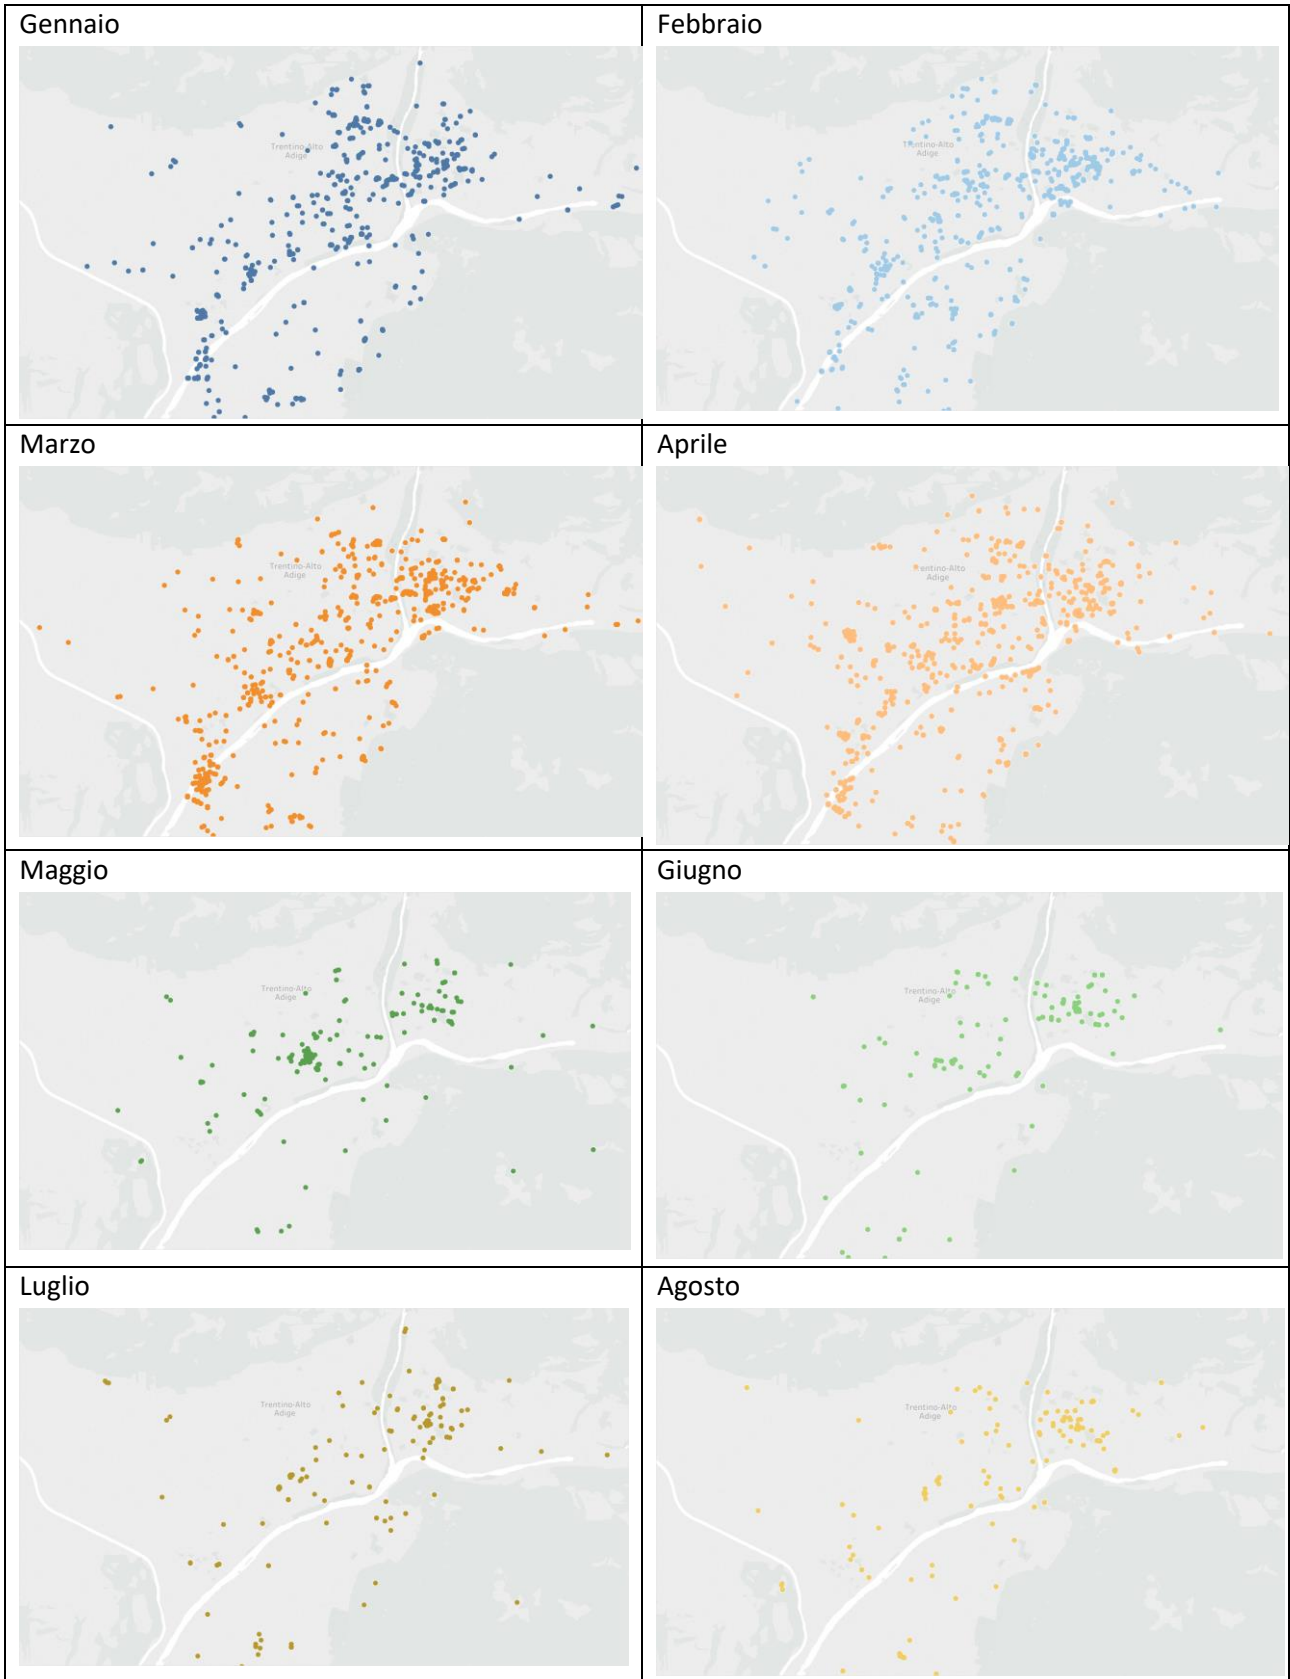 Gennaio
Febbraio
Trentino-Alto
Adige
Trentino-Alto
Adige
Marzo
Aprile
Trentino-Alto
Adige
Trentino-Alto
Adige
Maggio
Giugno
Trentino-Alto
Adige
Trentino-Alto
Adige
Luglio
Agosto
Trentino-Alto
Adige
Trentino-Alto
Adige